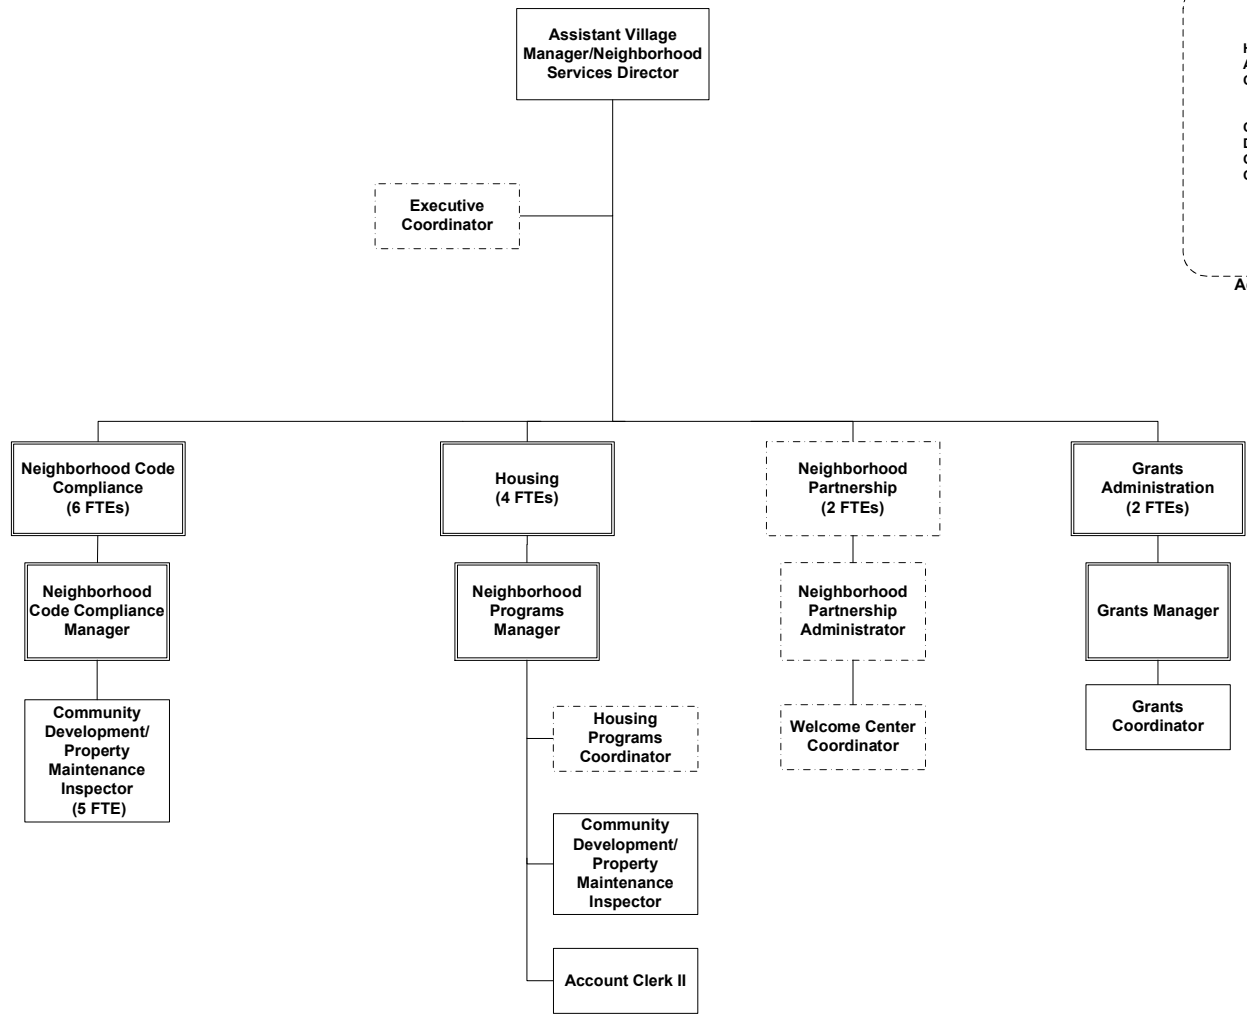 Assistant Village
Manager/Neighborhood
Services Director
Executive
Coordinator
Neighborhood Code
Compliance
(6 FTEs)
Housing
(4 FTEs)
Neighborhood
Partnership
(2 FTEs)
Grants
Administration
(2 FTEs)
Neighborhood
Code Compliance
Manager
Neighborhood
Programs
Manager
Neighborhood
Partnership
Administrator
Grants Manager
Community
Development/
Property
Maintenance
Inspector
(5 FTE)
Housing
Programs
Coordinator
Welcome Center
Coordinator
Grants
Coordinator
Community
Development/
Property
Maintenance
Inspector
Account Clerk II